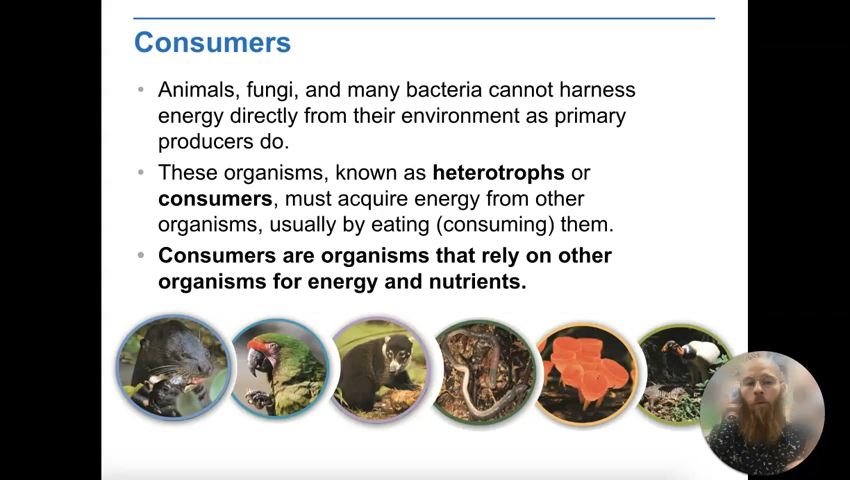 Consumers
Animals, fungi, and many bacteria cannot harness
energy directly from their environment as primary
producers do.
These organisms, known as heterotrophs or
consumers, must acquire energy from other
organisms, usually by eating (consuming) them.
Consumers are organisms that rely on other
organisms for energy and nutrients.